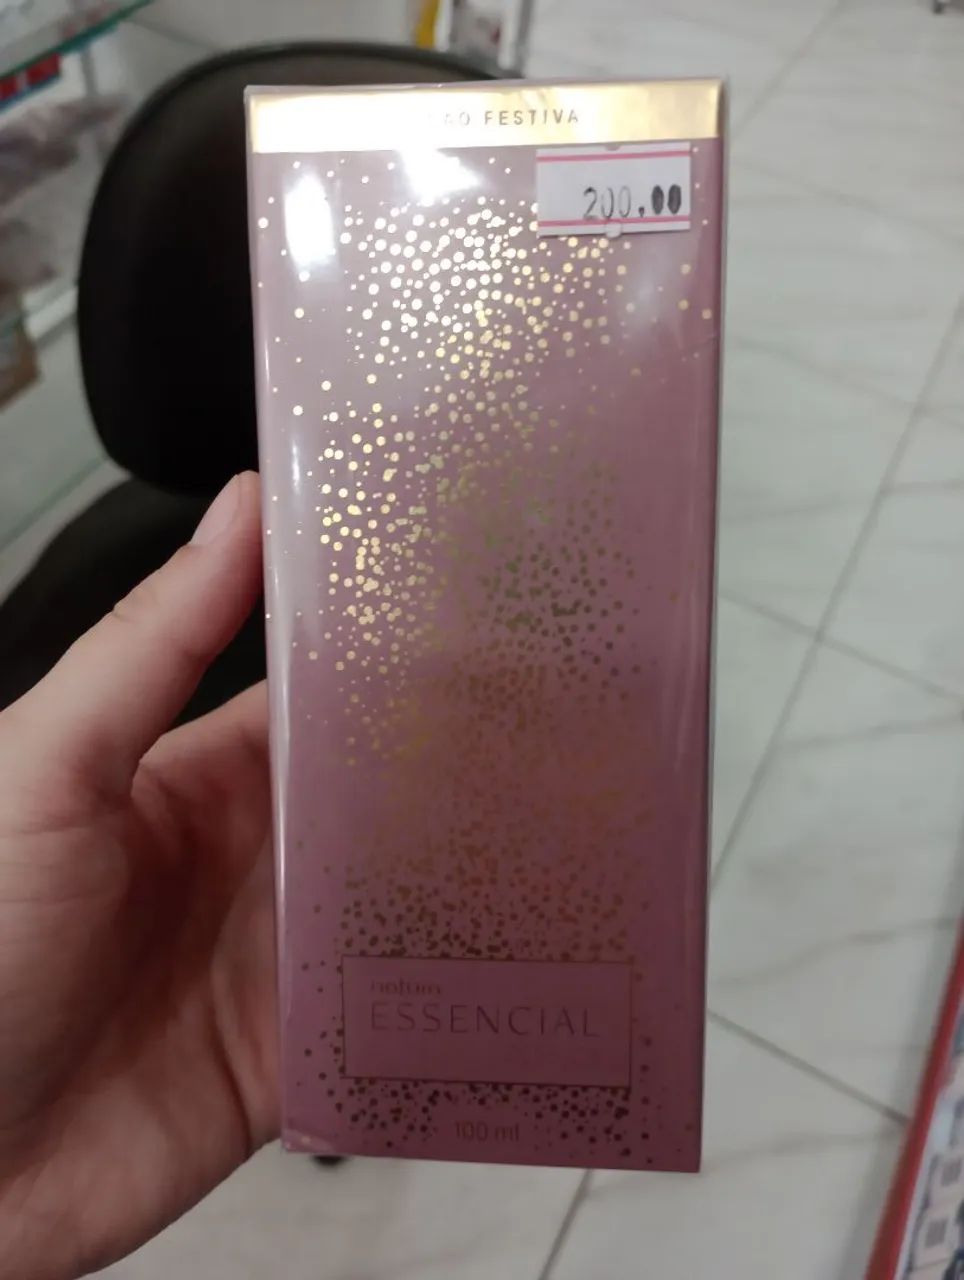 FESTIVA
200.00
natura
ESSENCIAL
100 ml